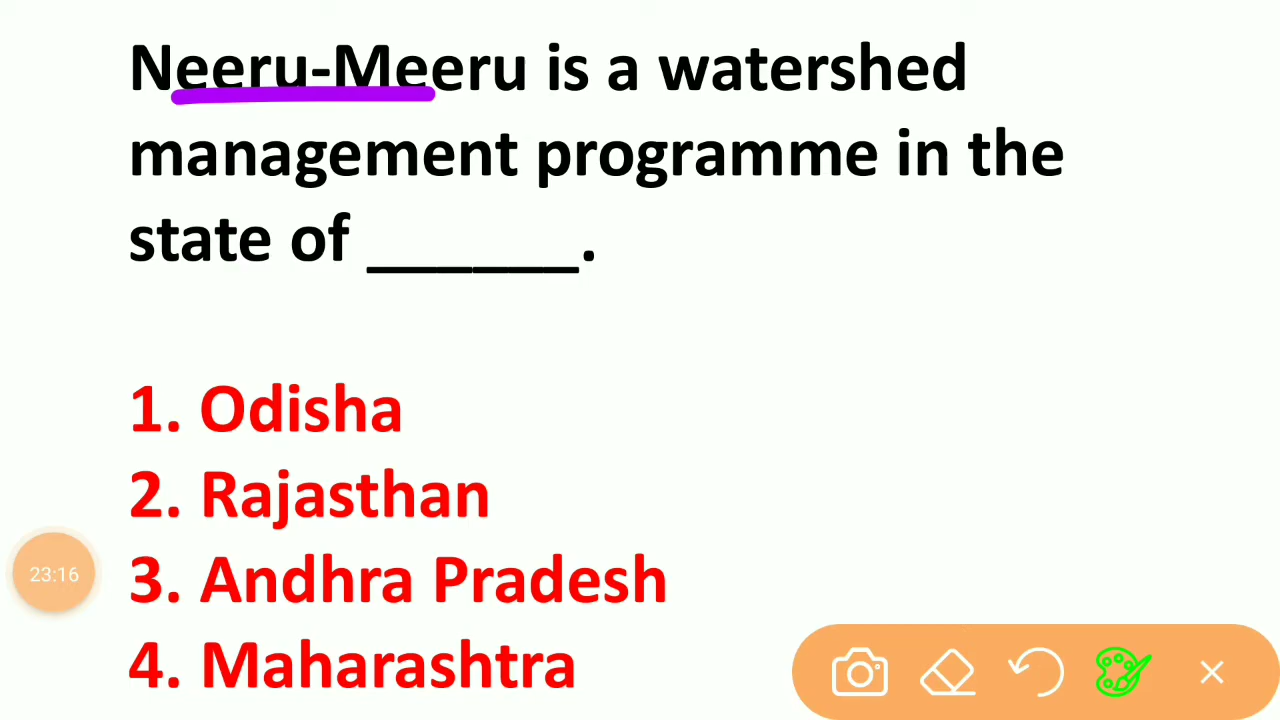 Neeru-Meeru is a watershed
management programme in the
state of ______.
1. Odisha
2. Rajasthan
3. Andhra Pradesh
4. Maharashtra
23:16